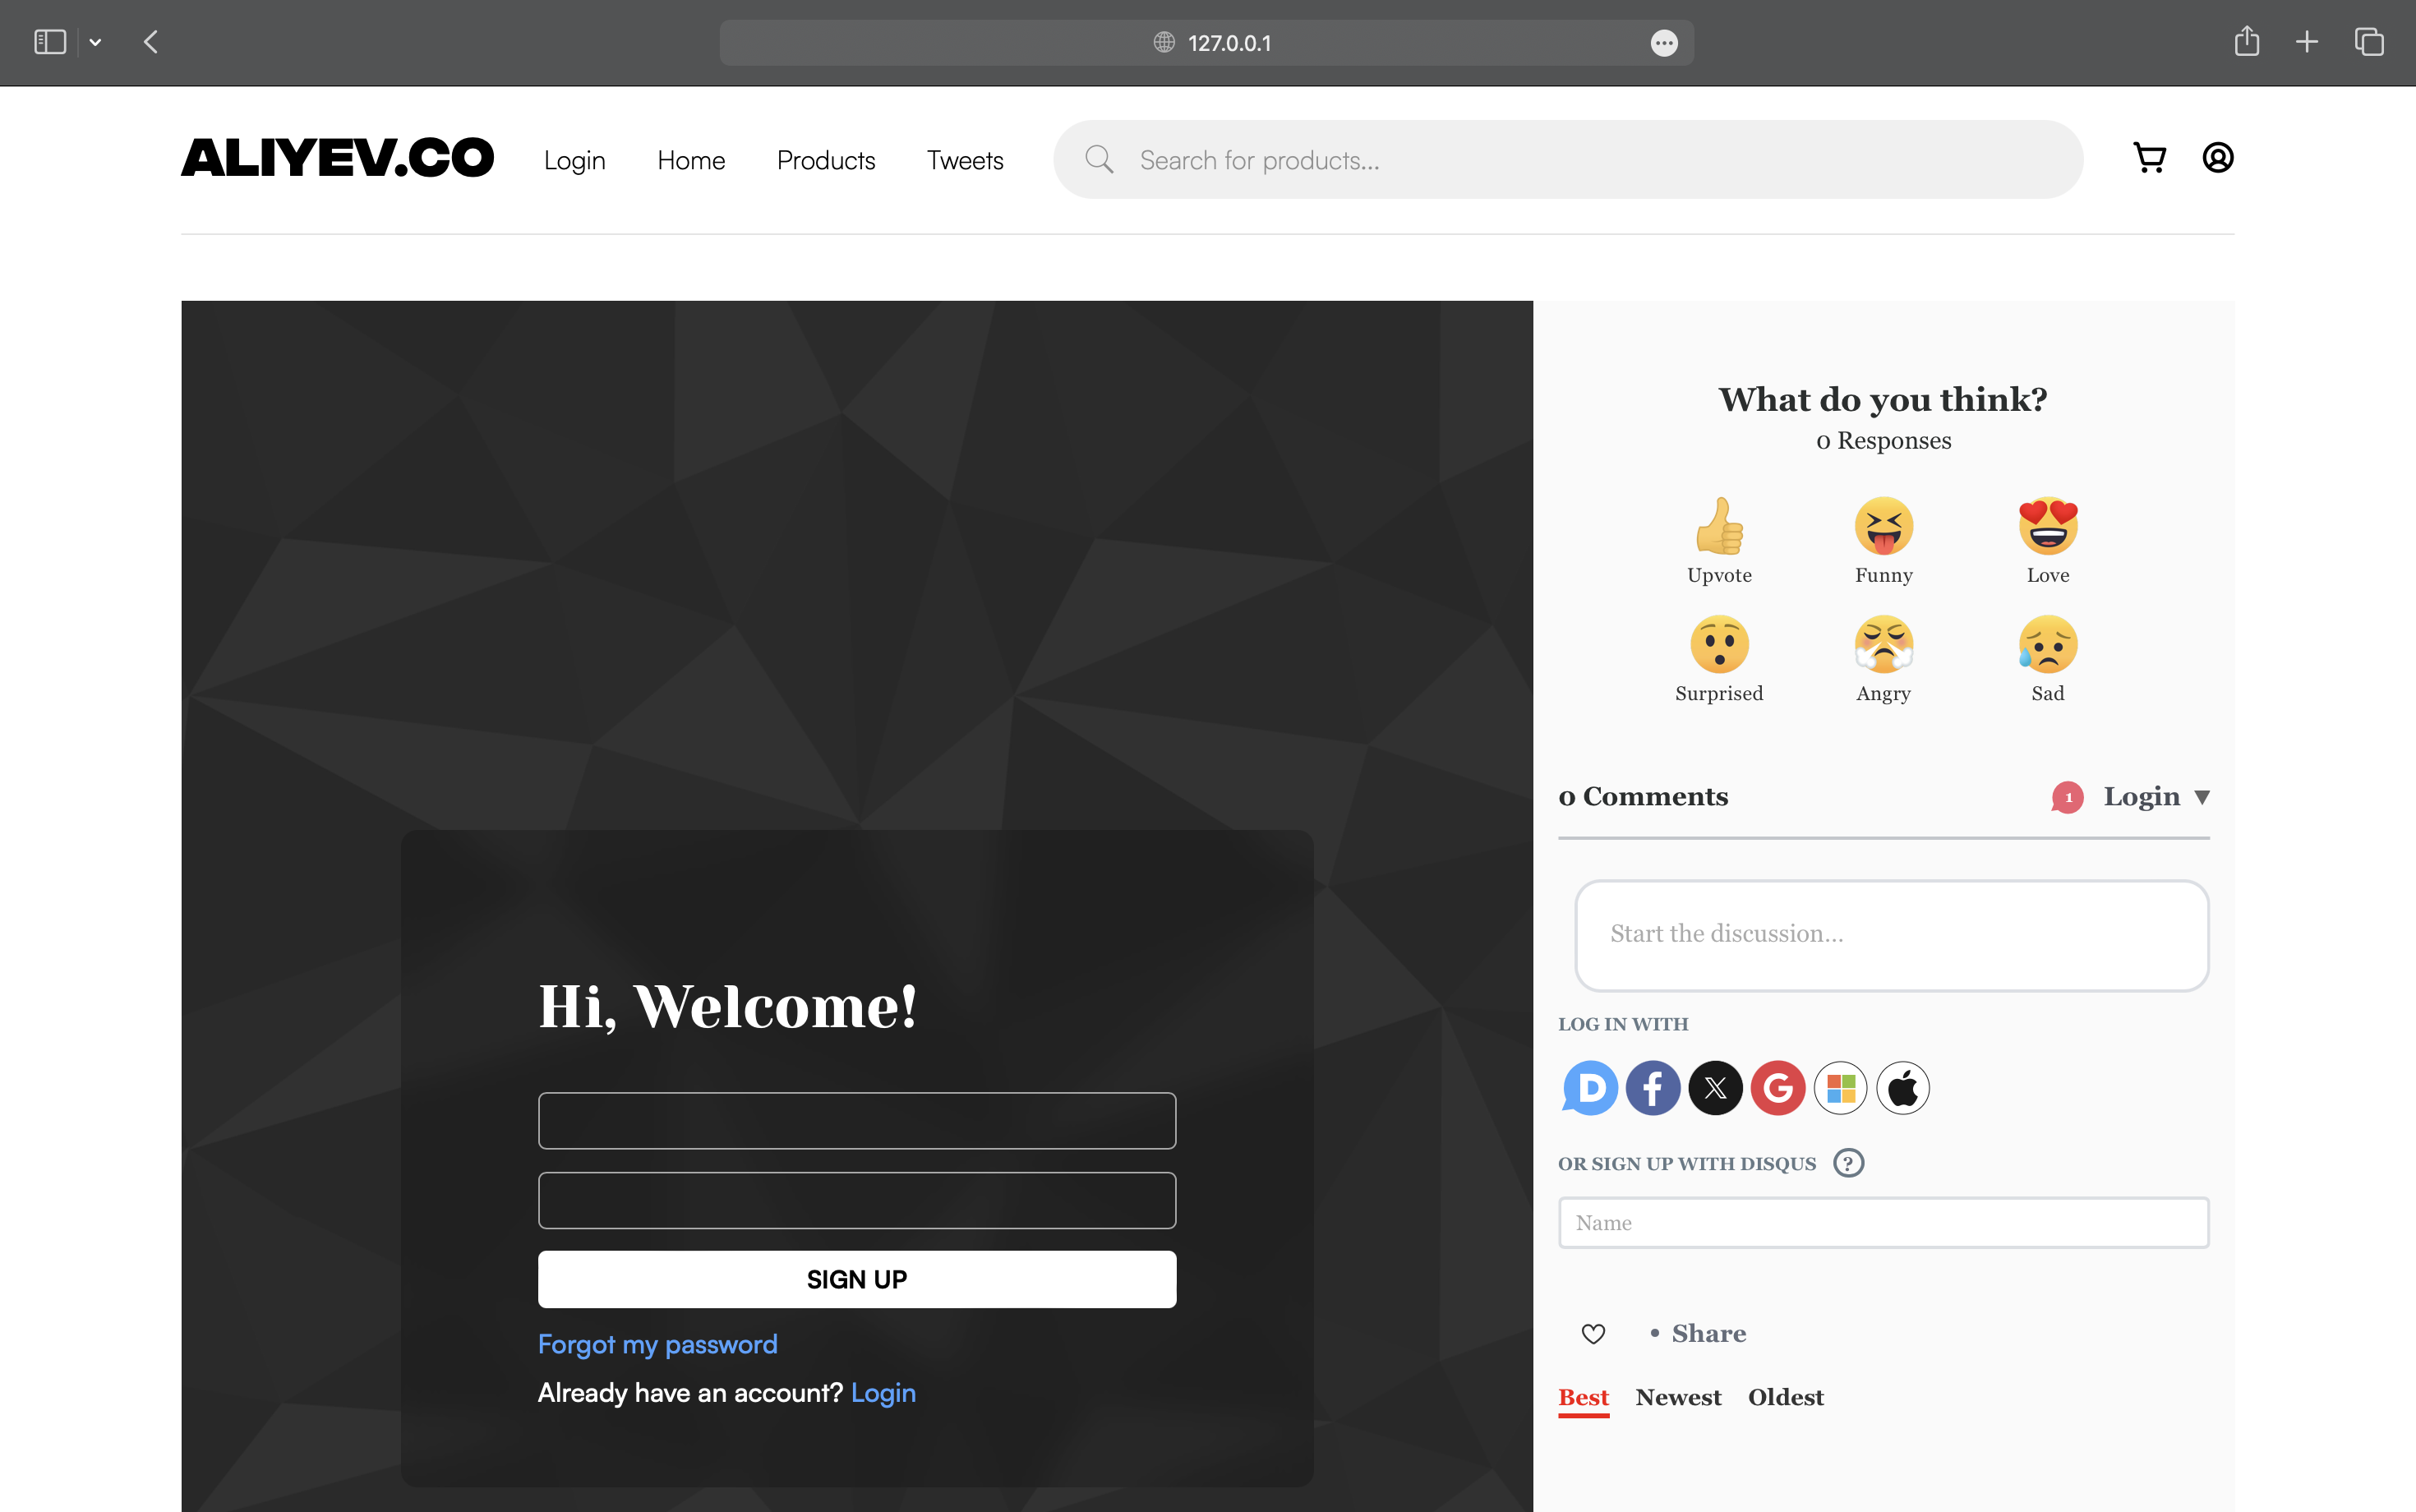 127.0.0.1
ALIYEV.CO
Login
Home
Products
Tweets
Search for products...
Hi, Welcome!
SIGN UP
Forgot my password
Already have an account? Login
What do you think?
0 Responses
Upvote
Funny
Love
Surprised
Angry
Sad
0 Comments
1
Login
Start the discussion...
LOG IN WITH
OR SIGN UP WITH DISQUS ?
Name
• Share
Best
Newest
Oldest